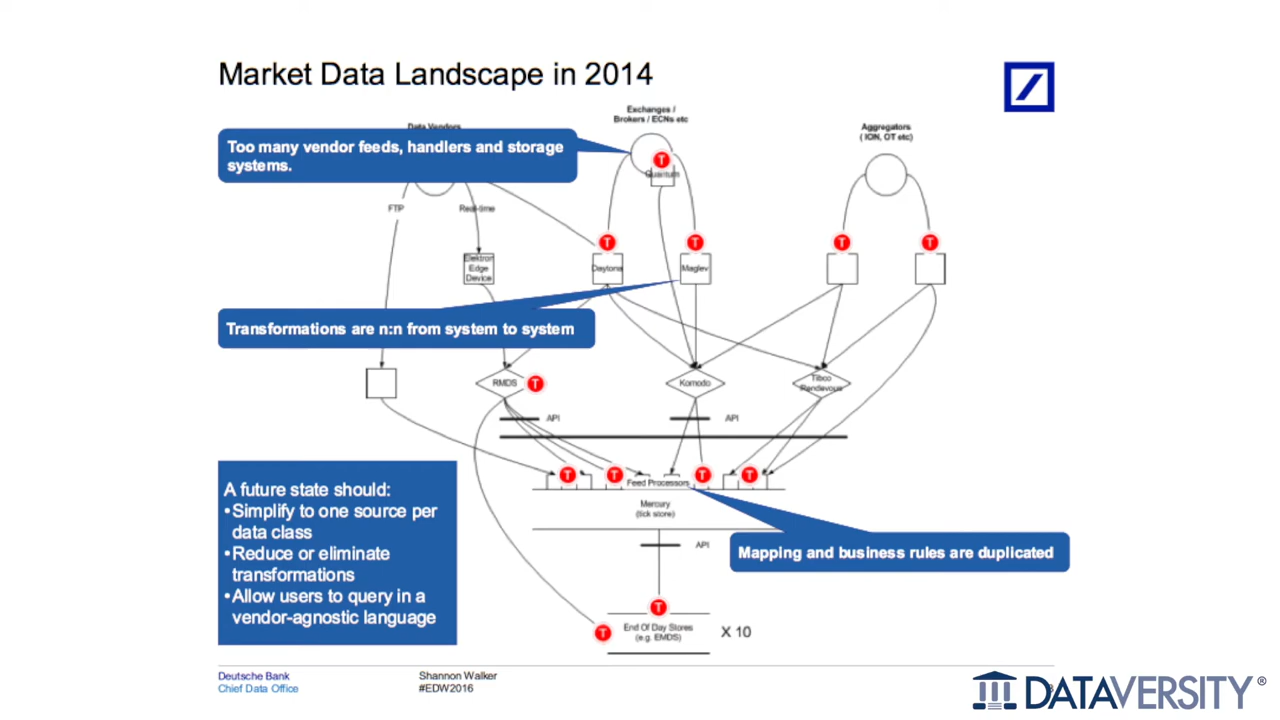 Market Data Landscape in 2014
Exchanges /
Brokers / ECNs etc
Data Vendors
Aggregators
( ION, OT etc)
Too many vendor feeds, handlers and storage
systems.
T
Quantum
FTP
Real-time
T
T
T
T
Elektron
Edge
Device
Daytona
Maglev
Transformations are n:n from system to system
RMDS
T
Komodo
Tibco
Rendevous
API
API
T
T
T
T
Feed Processors
Mercury
(tick store)
A future state should:
•Simplify to one source per
data class
•Reduce or eliminate
transformations
•Allow users to query in a
vendor-agnostic language
API
Mapping and business rules are duplicated
T
T
End Of Day Stores
(e.g. EMDS)
X 10
Deutsche Bank
Chief Data Office
Shannon Walker
#EDW2016
DATAVERSITY®